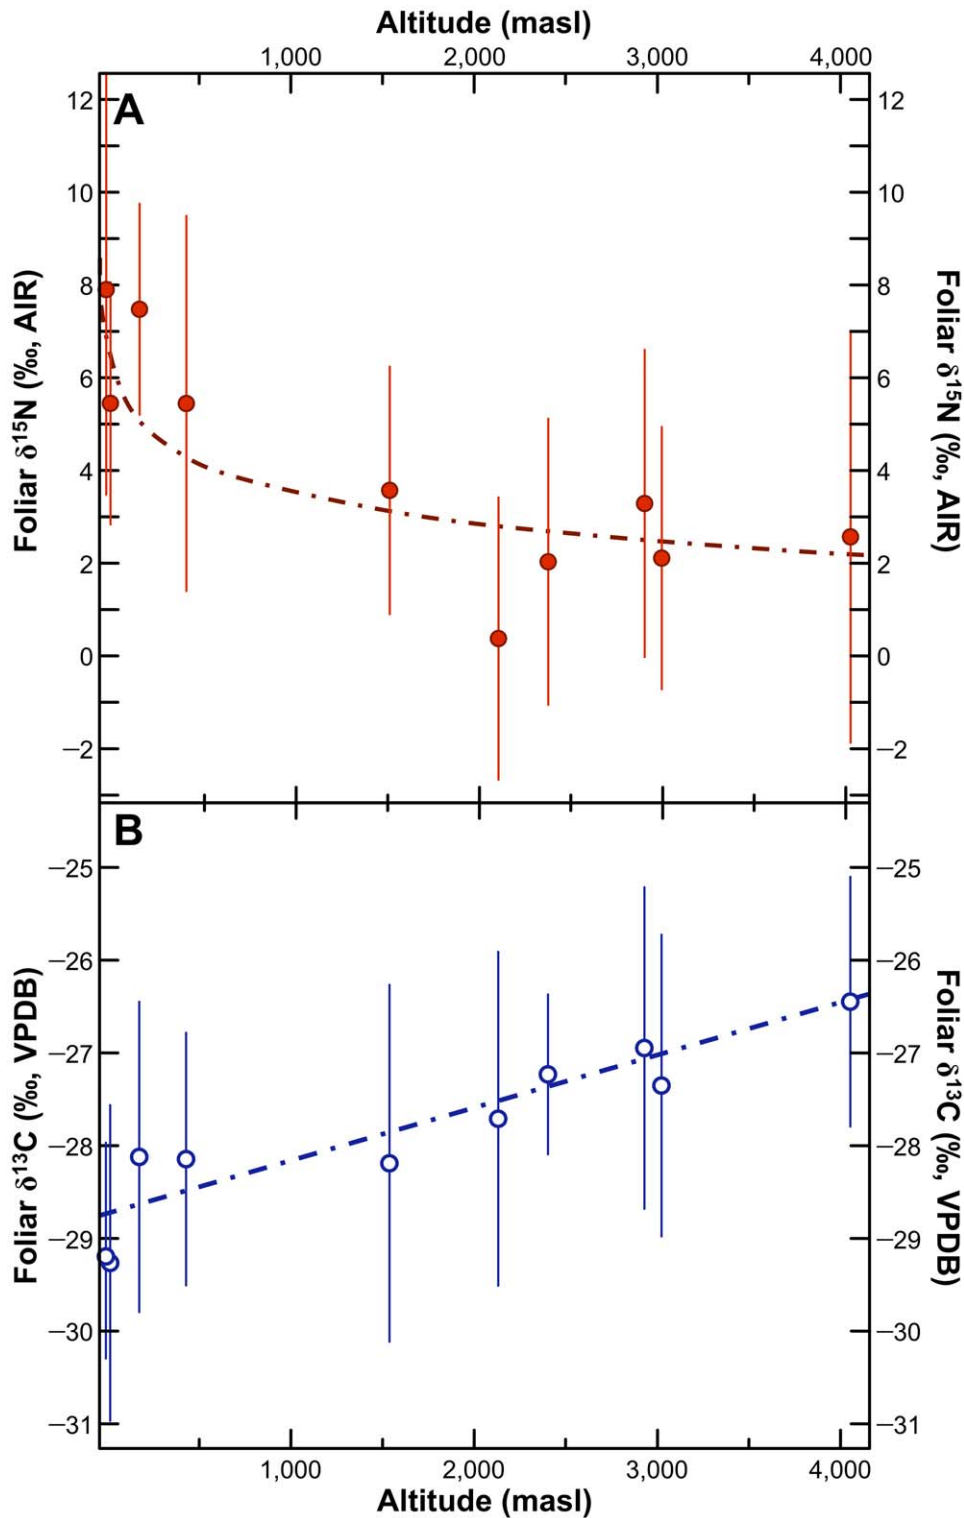 Altitude (masl)
1,000 2,000 3,000 4,000
A
12 12
10 10
8 8
6 6
4 4
2 2
0 0
–2 –2
Foliar δ¹⁵N (‰, AIR)
Foliar δ¹⁵N (‰, AIR)
B
–25 –25
–26 –26
–27 –27
–28 –28
–29 –29
–30 –30
–31 –31
Foliar δ¹³C (‰, VPDB)
Foliar δ¹³C (‰, VPDB)
1,000 2,000 3,000 4,000
Altitude (masl)